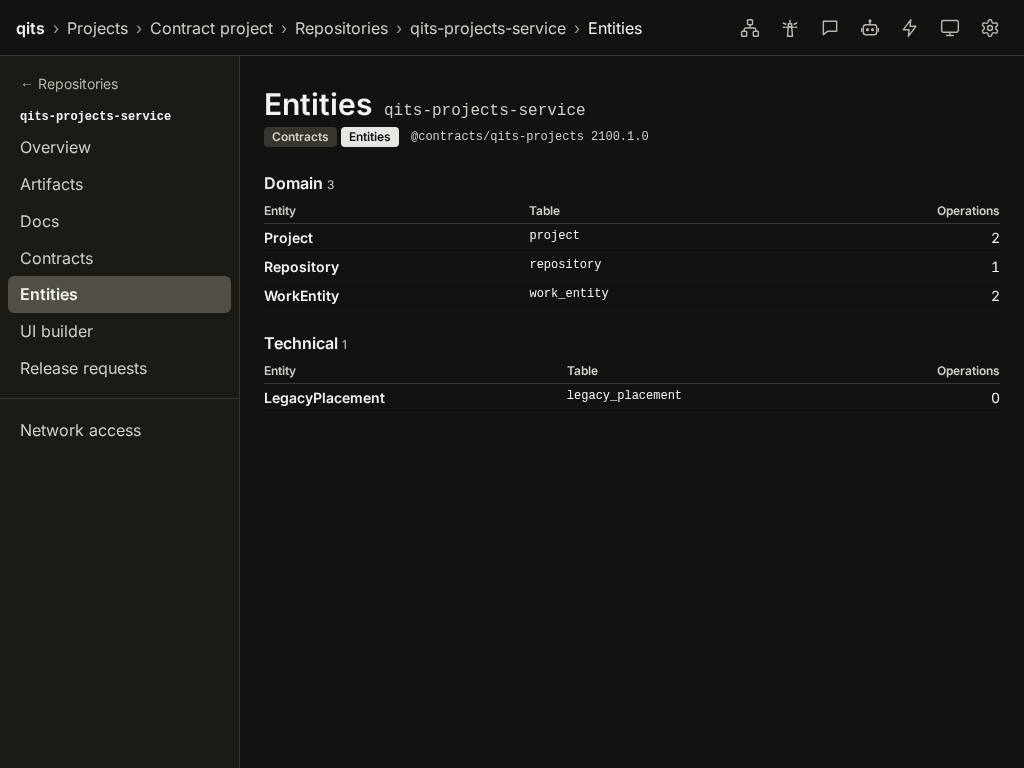 qits › Projects › Contract project › Repositories › qits-projects-service › Entities
← Repositories
qits-projects-service
Overview
Artifacts
Docs
Contracts
Entities
UI builder
Release requests
Network access
Entities qits-projects-service
Contracts Entities @contracts/qits-projects 2100.1.0
Domain 3
Entity Table Operations
Project project 2
Repository repository 1
WorkEntity work_entity 2
Technical 1
Entity Table Operations
LegacyPlacement legacy_placement 0